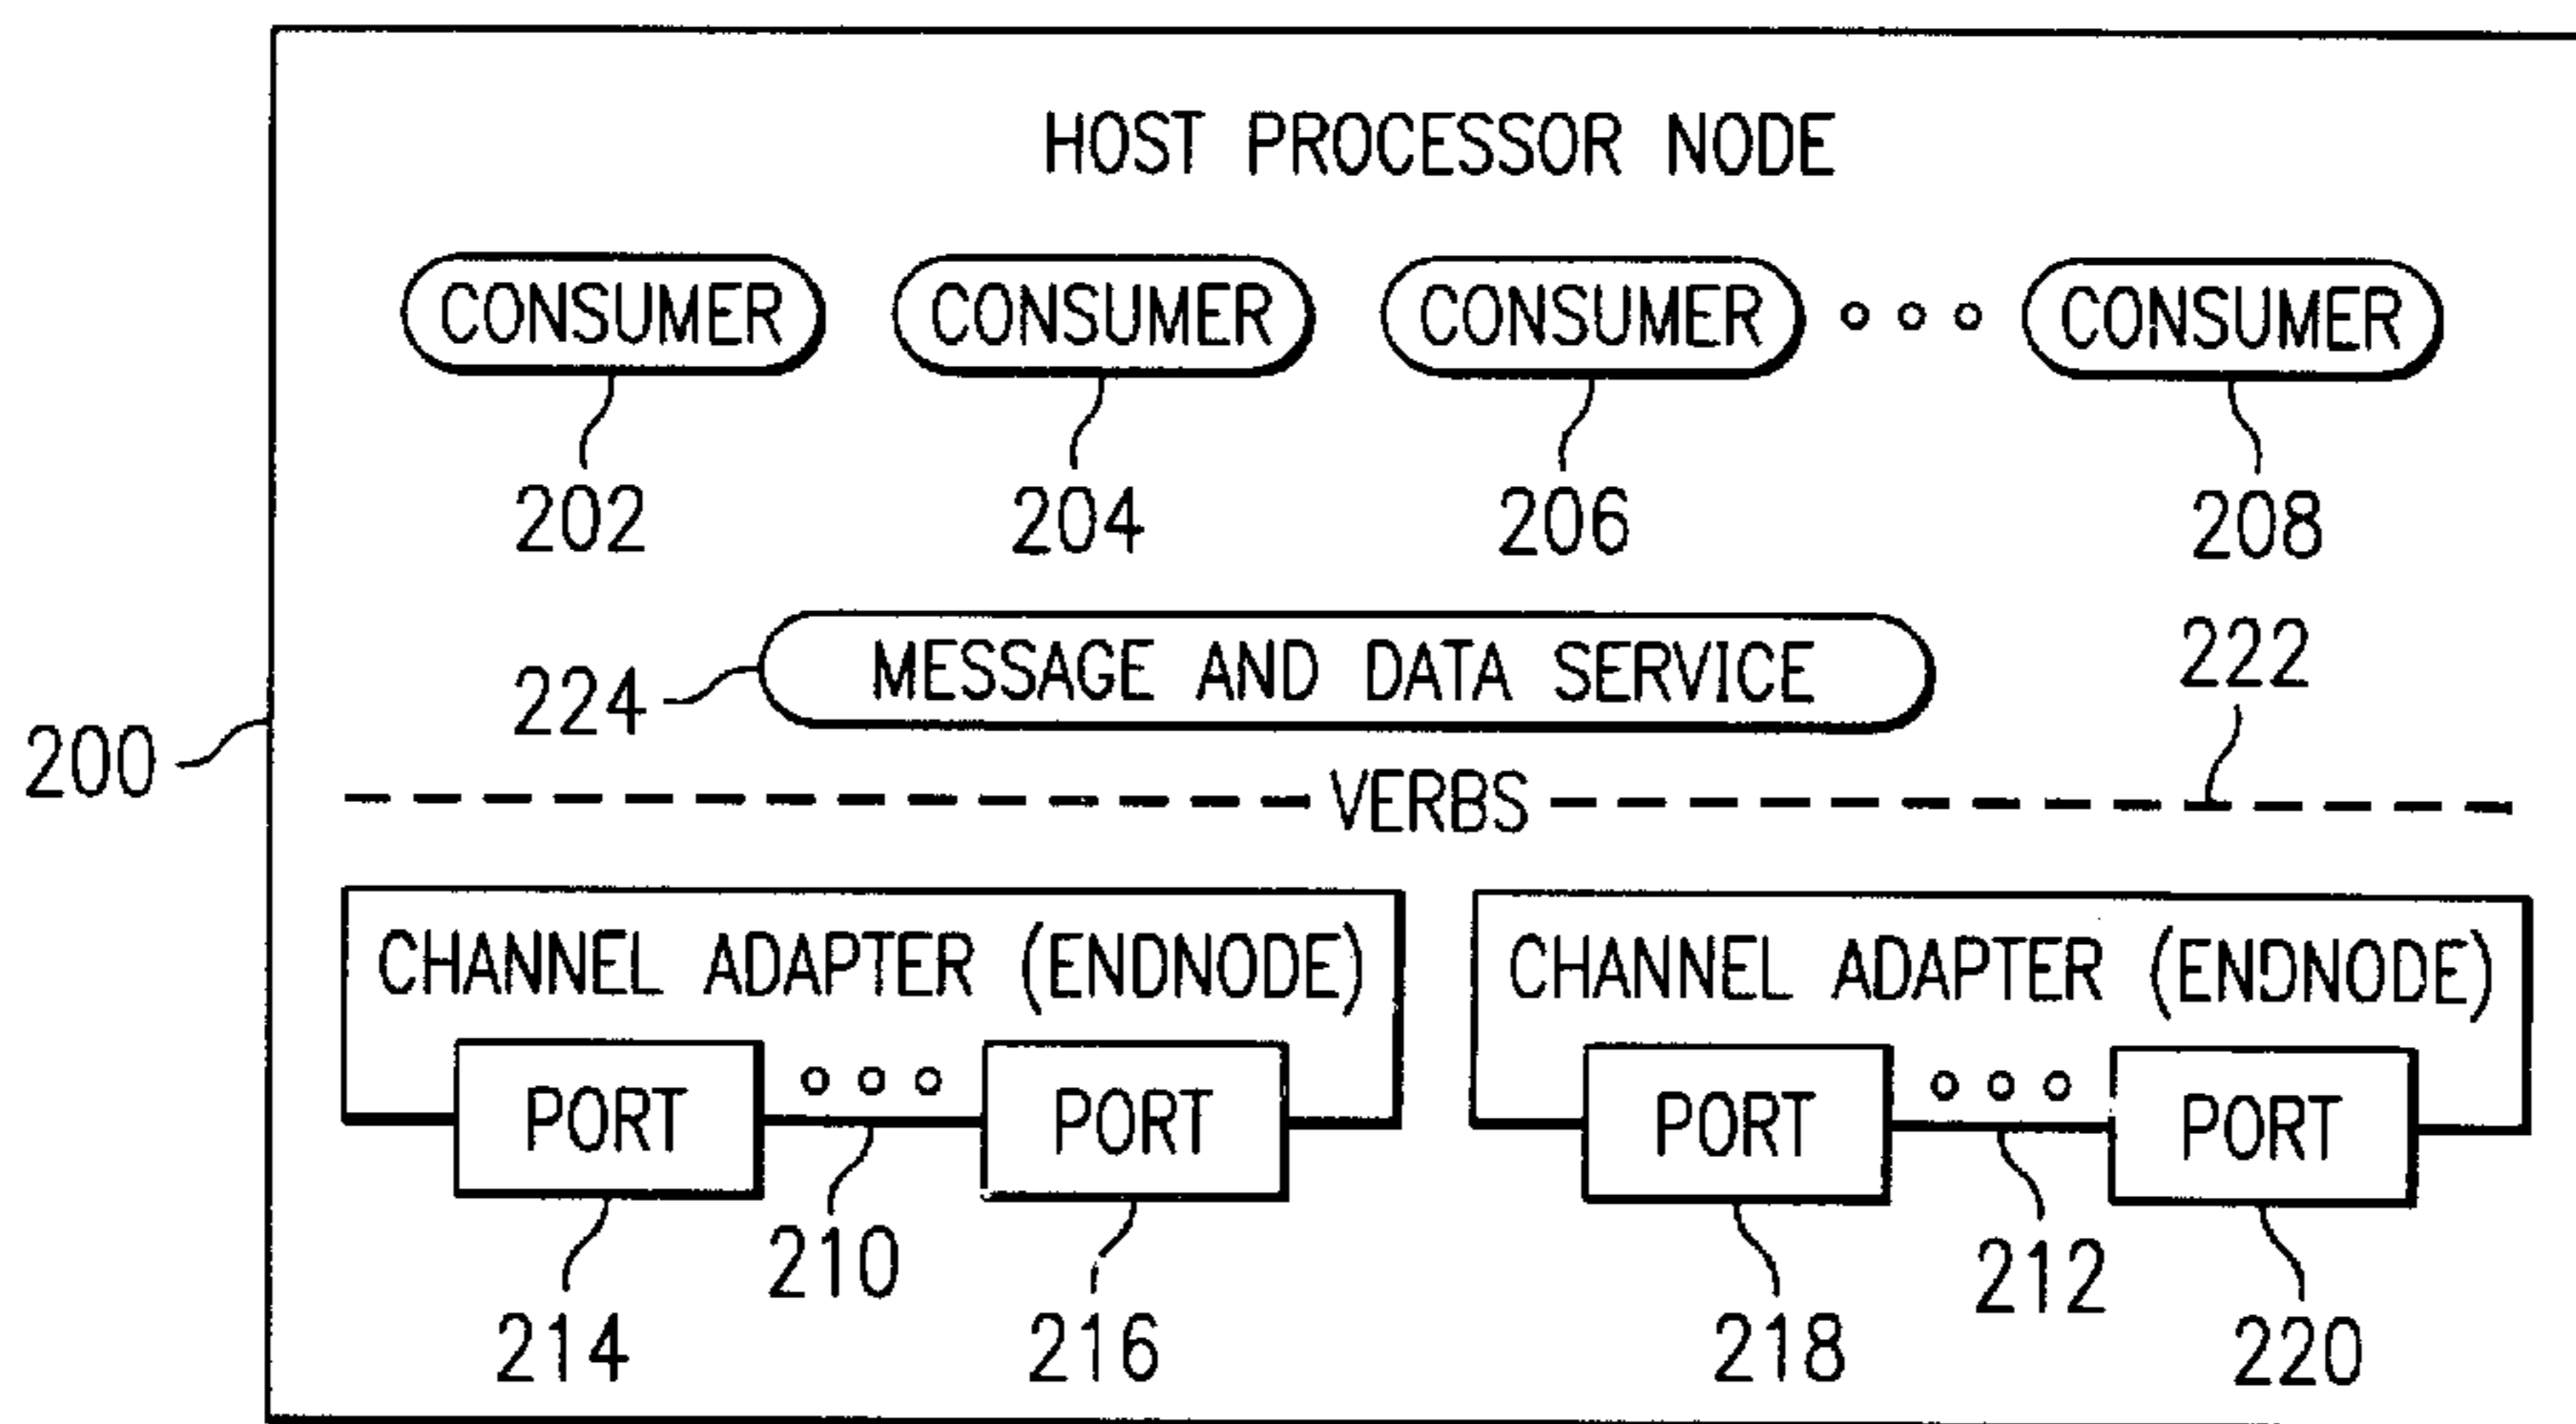 HOST PROCESSOR NODE
CONSUMER CONSUMER CONSUMER CONSUMER
202 204 206 208
MESSAGE AND DATA SERVICE
224
222
200
VERBS
CHANNEL ADAPTER (ENDNODE) CHANNEL ADAPTER (ENDNODE)
PORT PORT PORT PORT
210 212
214 216 218 220